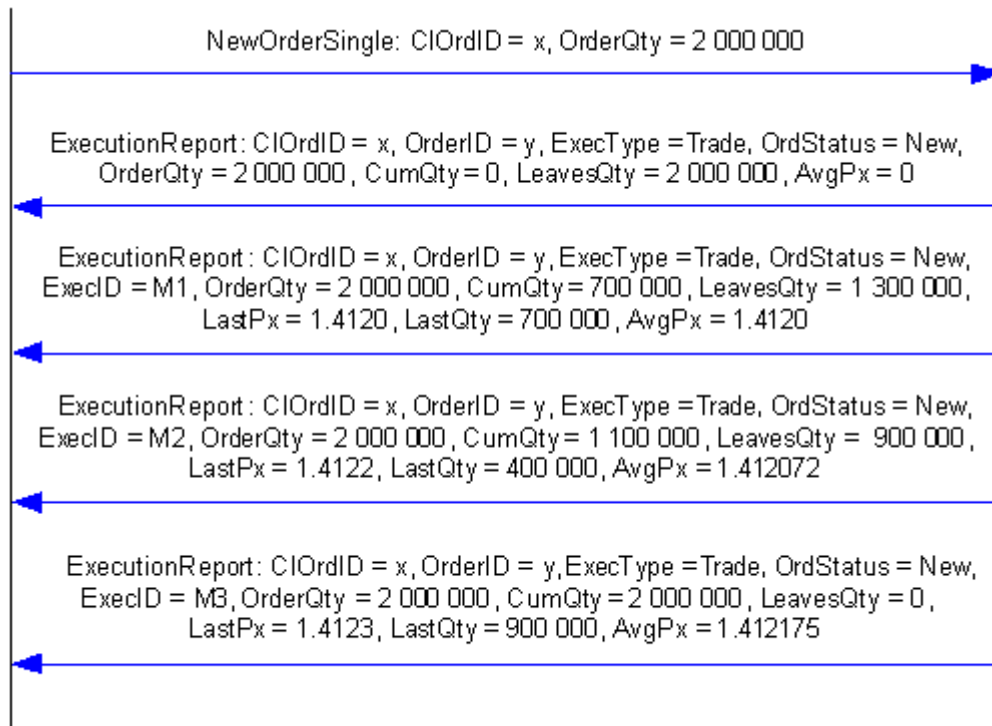 NewOrderSingle: ClOrdID = x, OrderQty = 2 000 000
ExecutionReport: ClOrdID = x, OrderID = y, ExecType =Trade, OrdStatus = New,
OrderQty = 2 000 000, CumQty = 0, LeavesQty = 2 000 000, AvgPx = 0
ExecutionReport: ClOrdID = x, OrderID = y, ExecType =Trade, OrdStatus = New,
ExecID = M1, OrderQty = 2 000 000, CumQty = 700 000, LeavesQty = 1 300 000,
LastPx = 1.4120, LastQty = 700 000, AvgPx = 1.4120
ExecutionReport: ClOrdID = x, OrderID = y, ExecType =Trade, OrdStatus = New,
ExecID = M2, OrderQty = 2 000 000, CumQty = 1 100 000, LeavesQty = 900 000,
LastPx = 1.4122, LastQty = 400 000, AvgPx = 1.412072
ExecutionReport: ClOrdID = x, OrderID = y,ExecType =Trade, OrdStatus = New,
ExecID = M3, OrderQty = 2 000 000, CumQty = 2 000 000, LeavesQty = 0,
LastPx = 1.4123, LastQty = 900 000, AvgPx = 1.412175